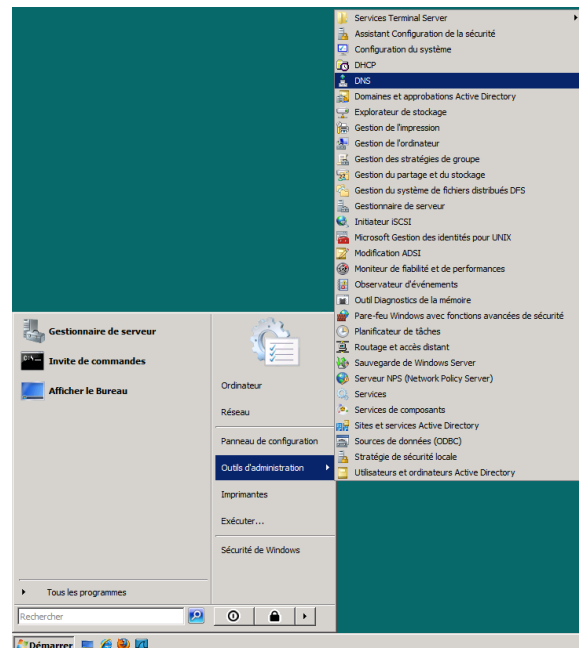 Services Terminal Server
Assistant Configuration de la sécurité
Configuration du système
DHCP
DNS
Domaines et approbations Active Directory
Explorateur de stockage
Gestion de l'impression
Gestion de l'ordinateur
Gestion des stratégies de groupe
Gestion du partage et du stockage
Gestion du système de fichiers distribués DFS
Gestionnaire de serveur
Initiateur iSCSI
Microsoft Gestion des identités pour UNIX
Modification ADSI
Moniteur de fiabilité et de performances
Observateur d'événements
Outil Diagnostics de la mémoire
Pare-feu Windows avec fonctions avancées de sécurité
Planificateur de tâches
Routage et accès distant
Sauvegarde de Windows Server
Serveur NPS (Network Policy Server)
Services
Services de composants
Sites et services Active Directory
Sources de données (ODBC)
Stratégie de sécurité locale
Utilisateurs et ordinateurs Active Directory
Gestionnaire de serveur
Invite de commandes
Afficher le Bureau
Tous les programmes
Rechercher
Ordinateur
Réseau
Panneau de configuration
Outils d'administration
Imprimantes
Exécuter...
Sécurité de Windows
Démarrer